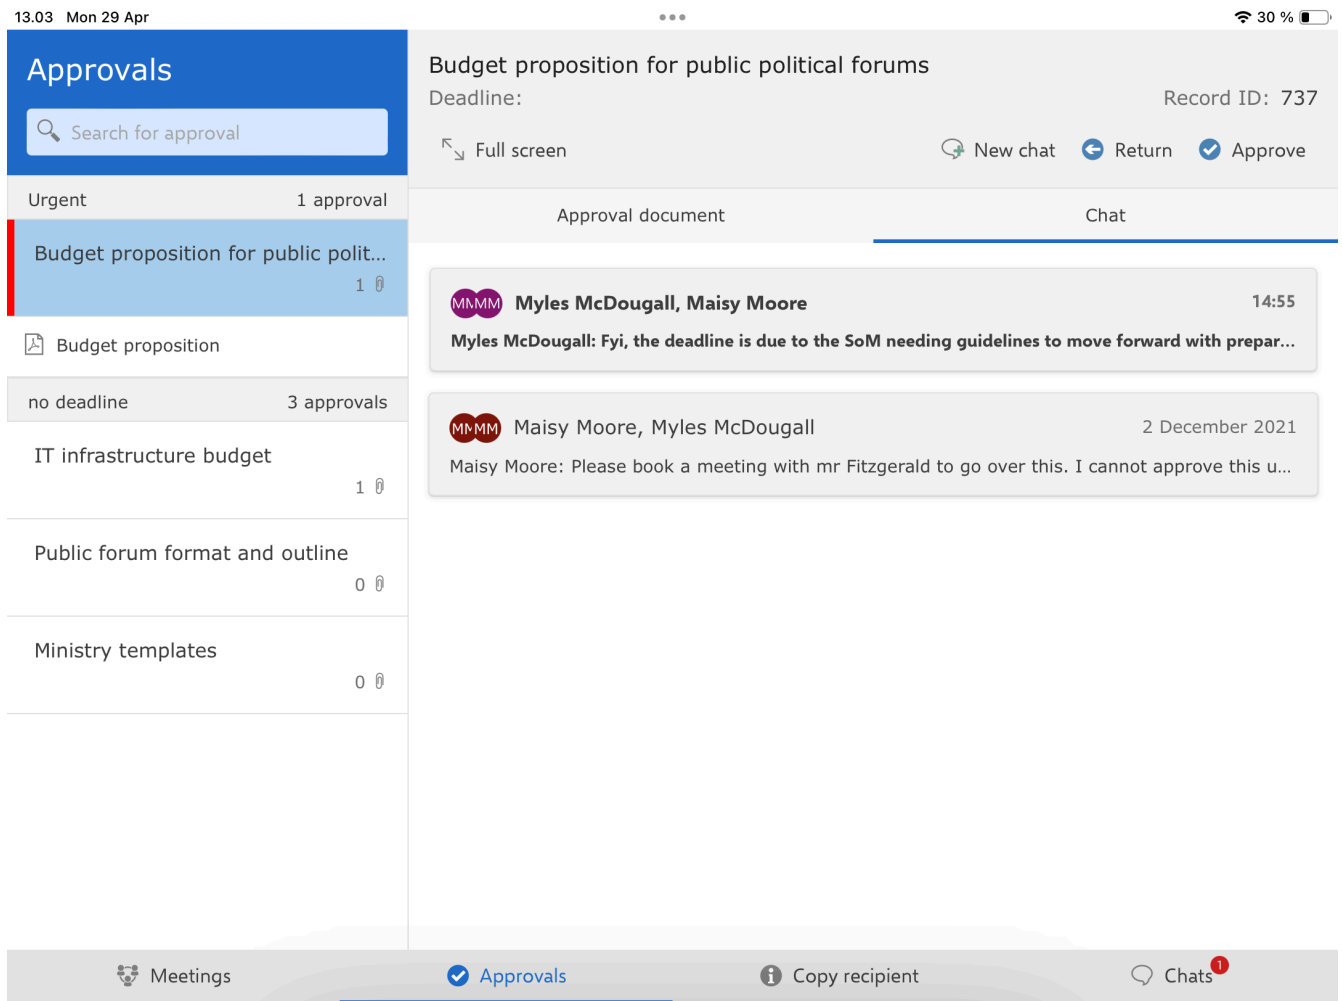 13.03 Mon 29 Apr
30 %
Approvals
Search for approval
Urgent 1 approval
Budget proposition for public polit...
1
Budget proposition
no deadline 3 approvals
IT infrastructure budget
1
Public forum format and outline
0
Ministry templates
0
Budget proposition for public political forums
Deadline: Record ID: 737
Full screen New chat Return Approve
Approval document Chat
MMMM Myles McDougall, Maisy Moore 14:55
Myles McDougall: Fyi, the deadline is due to the SoM needing guidelines to move forward with prepar...
MMMM Maisy Moore, Myles McDougall 2 December 2021
Maisy Moore: Please book a meeting with mr Fitzgerald to go over this. I cannot approve this u...
Meetings Approvals Copy recipient Chats 1